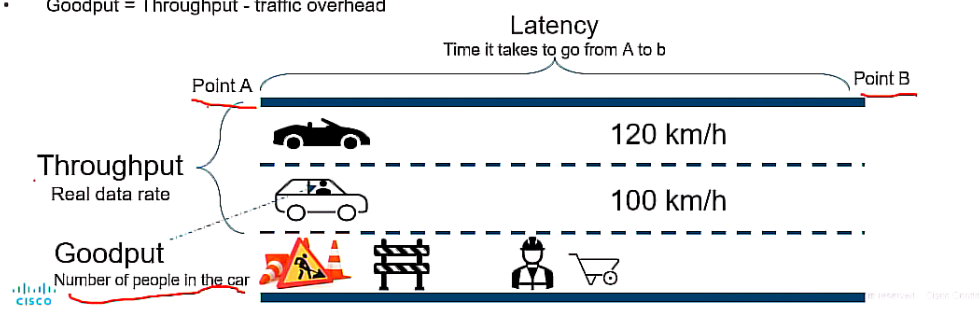 • Goodput = Throughput - traffic overhead
Latency
Time it takes to go from A to b
Point A
Point B
120 km/h
Throughput
Real data rate
100 km/h
Goodput
Number of people in the car
CISCO